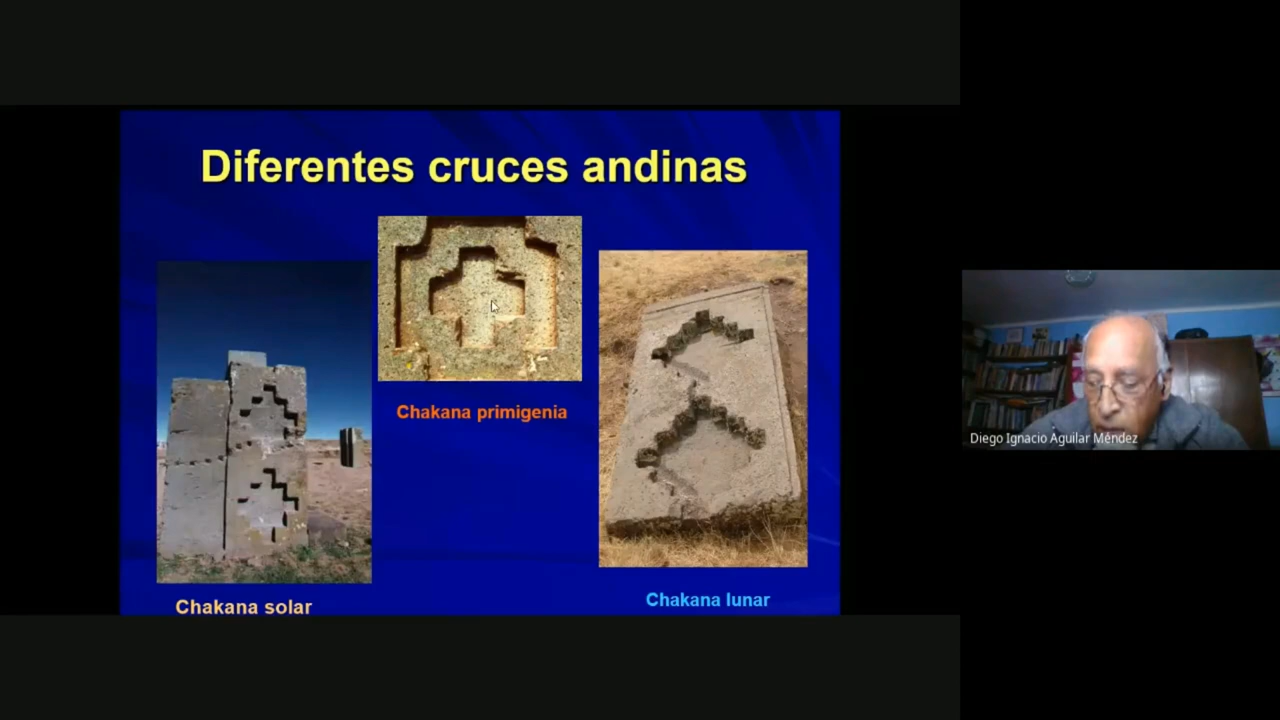 Diferentes cruces andinas
Chakana primigenia
Chakana solar
Chakana lunar
Diego Ignacio Aguilar Méndez